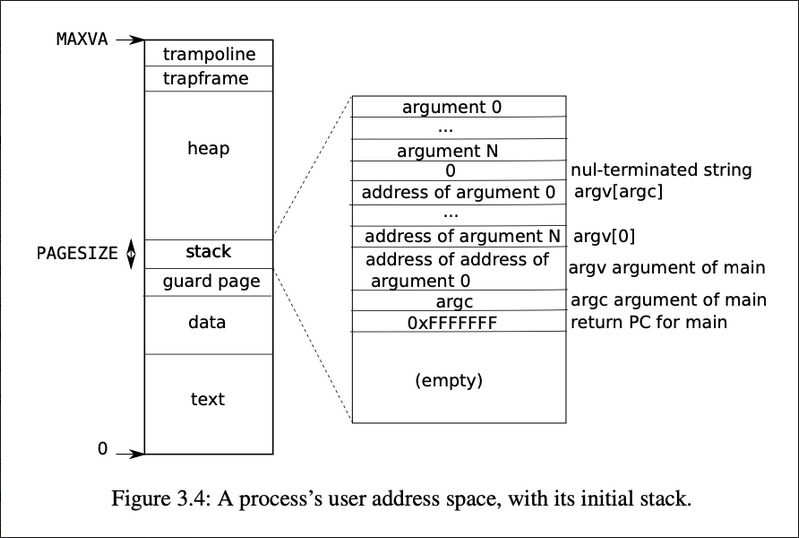 MAXVA
trampoline
trapframe
heap
PAGESIZE
stack
guard page
data
text
0
argument 0
...
argument N
0
nul-terminated string
address of argument 0
argv[argc]
...
address of argument N
argv[0]
address of address of
argument 0
argv argument of main
argc
argc argument of main
0xFFFFFFF
return PC for main
(empty)
Figure 3.4: A process’s user address space, with its initial stack.